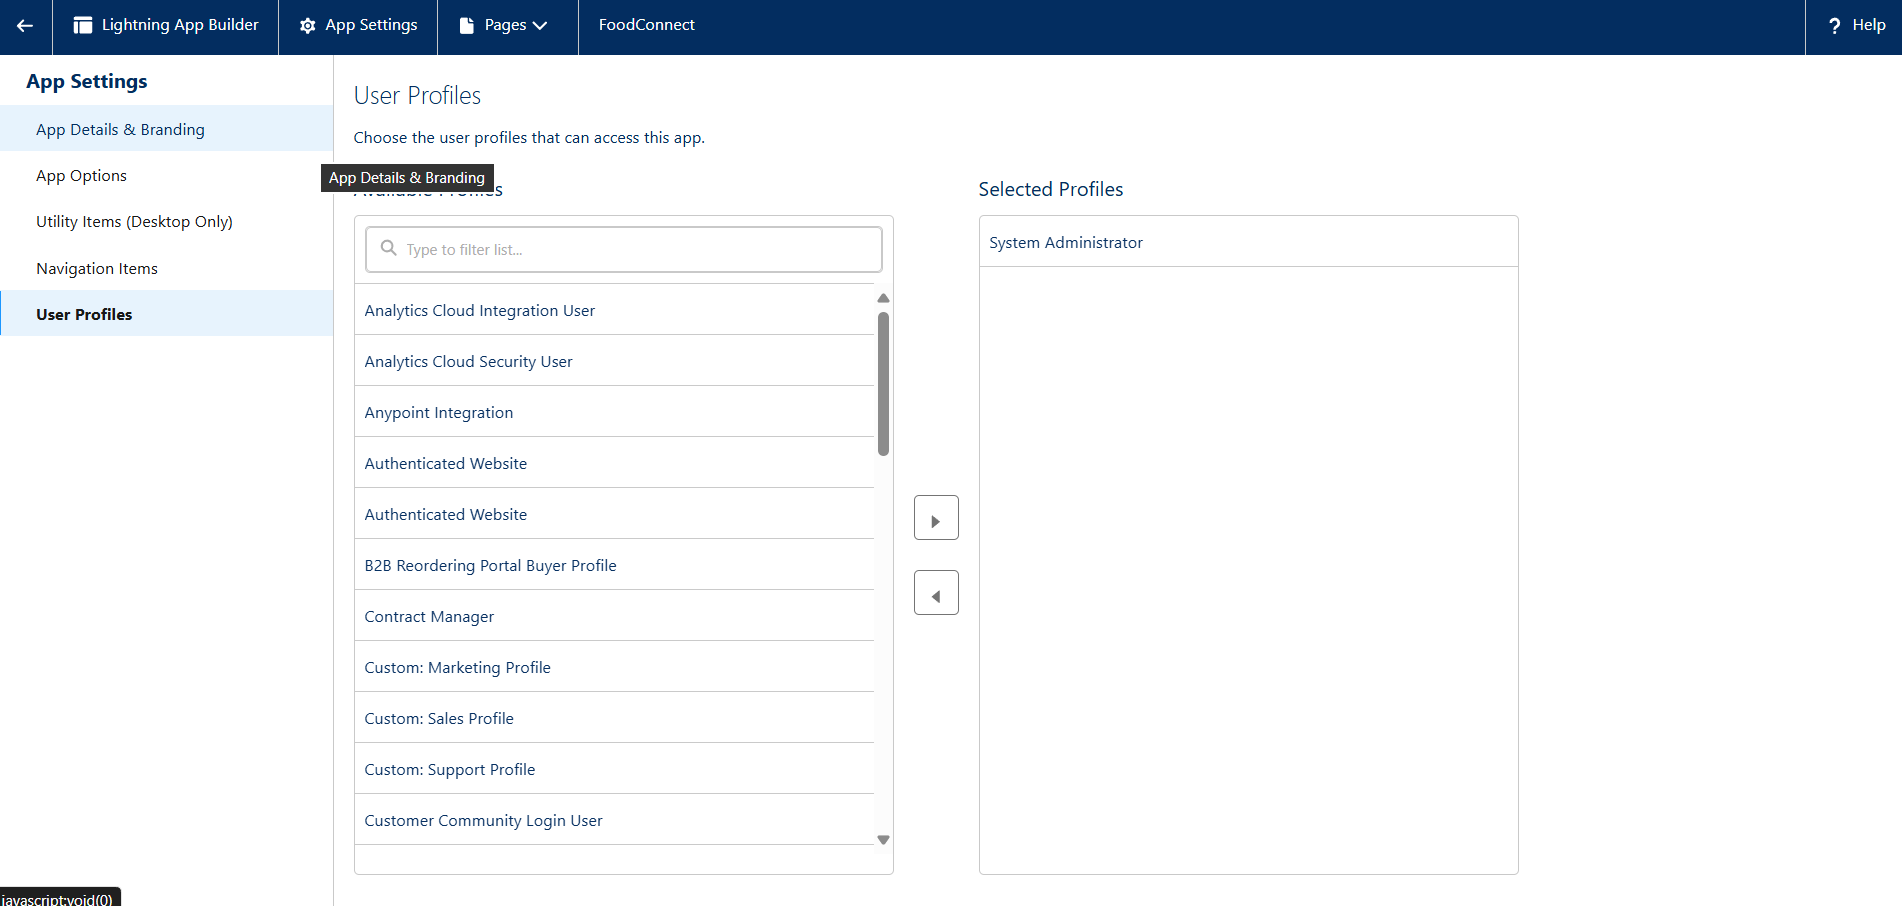 Lightning App Builder
App Settings
Pages
FoodConnect
? Help
App Settings
App Details & Branding
App Options
Utility Items (Desktop Only)
Navigation Items
User Profiles
User Profiles
Choose the user profiles that can access this app.
App Details & Branding
Available Profiles
Type to filter list...
Analytics Cloud Integration User
Analytics Cloud Security User
Anypoint Integration
Authenticated Website
Authenticated Website
B2B Reordering Portal Buyer Profile
Contract Manager
Custom: Marketing Profile
Custom: Sales Profile
Custom: Support Profile
Customer Community Login User
Selected Profiles
System Administrator
javascript:void(0)